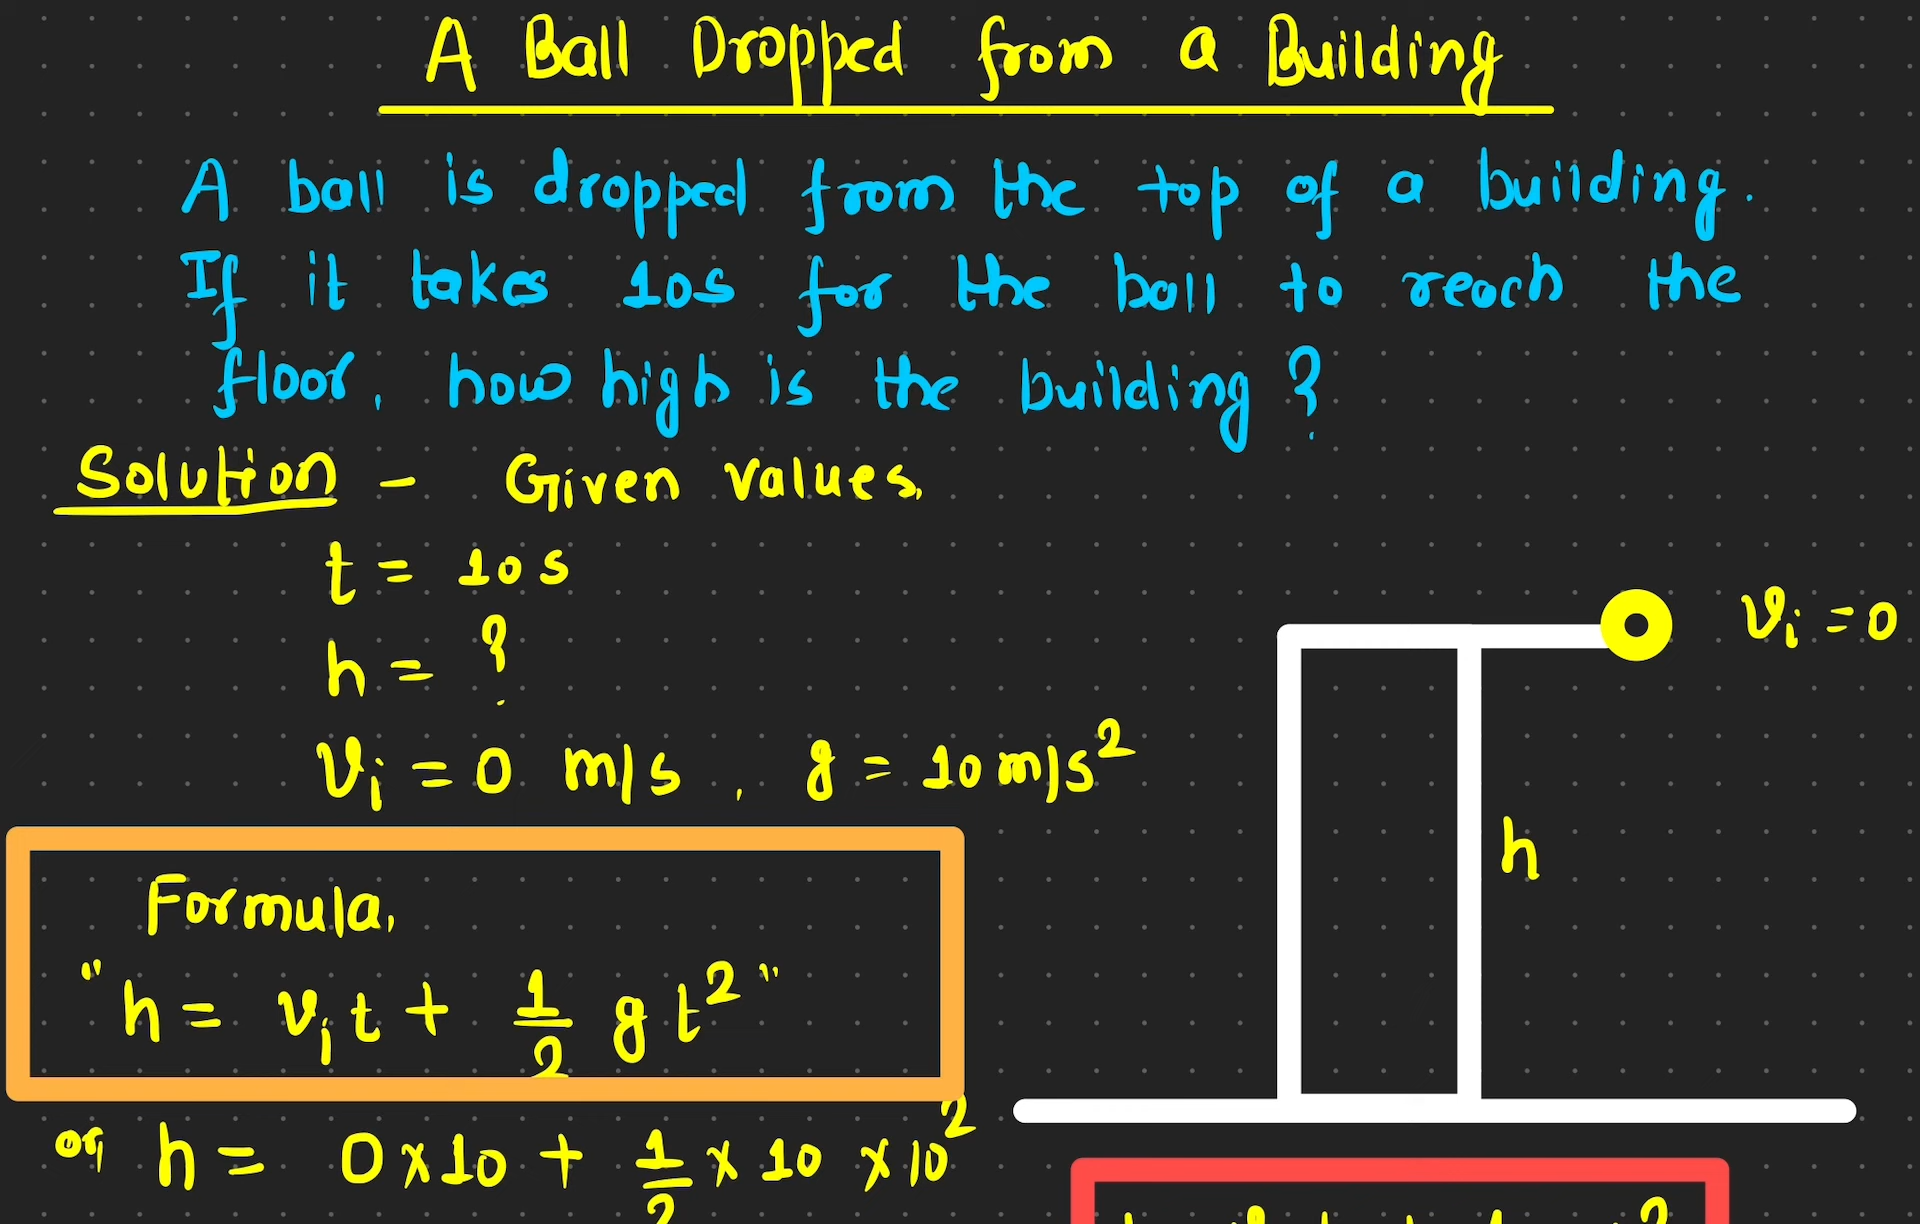 A Ball Dropped from a Building
A ball is dropped from the top of a building.
If it takes 10s for the ball to reach the
floor, how high is the building?
Solution - Given values,
t = 10s
h = ?
vᵢ = 0 m/s, g = 10 m/s²
vᵢ = 0
h
Formula,
"h = vᵢt + 1/2 gt²"
or h = 0×10 + 1/2 × 10 × 10²